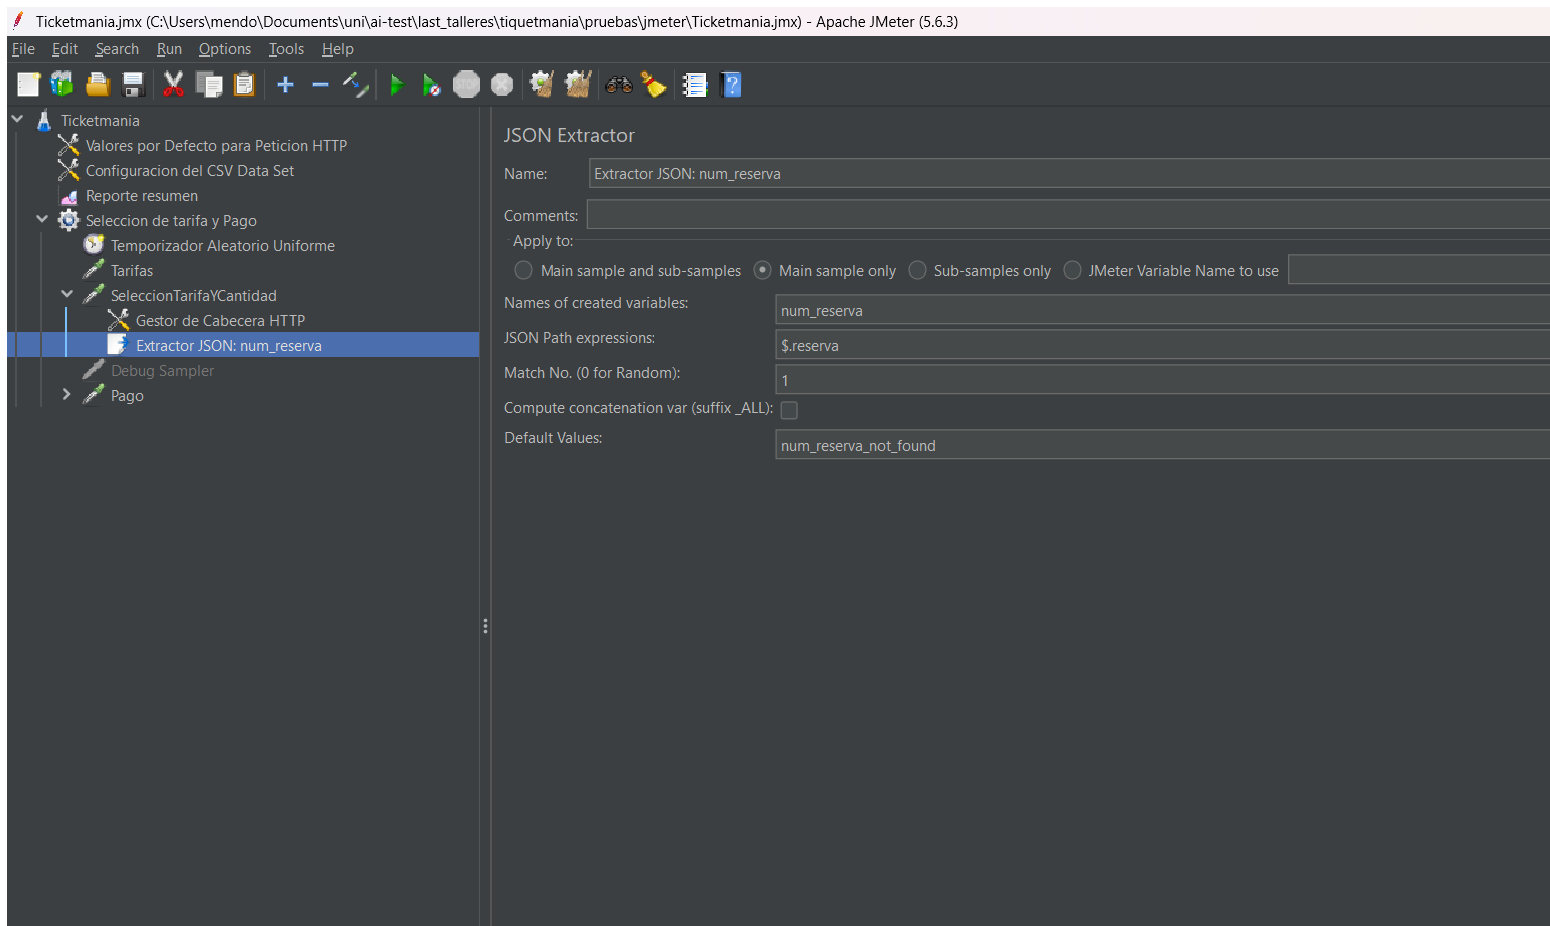 Ticketmania.jmx (C:\Users\mendo\Documents\uni\ai-test\last_talleres\tiquetmania\pruebas\jmeter\Ticketmania.jmx) - Apache JMeter (5.6.3)
File Edit Search Run Options Tools Help
STOP
Ticketmania
Valores por Defecto para Peticion HTTP
Configuracion del CSV Data Set
Reporte resumen
Seleccion de tarifa y Pago
Temporizador Aleatorio Uniforme
Tarifas
SeleccionTarifaYCantidad
Gestor de Cabecera HTTP
Extractor JSON: num_reserva
Debug Sampler
Pago
JSON Extractor
Name: Extractor JSON: num_reserva
Comments:
Apply to:
Main sample and sub-samples Main sample only Sub-samples only JMeter Variable Name to use
Names of created variables: num_reserva
JSON Path expressions: $.reserva
Match No. (0 for Random): 1
Compute concatenation var (suffix _ALL):
Default Values: num_reserva_not_found